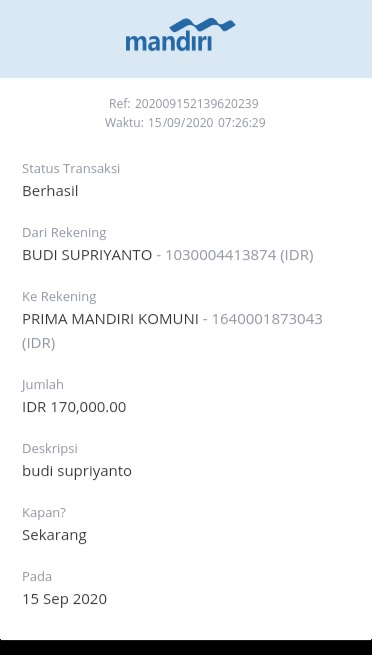 mandiri
Ref: 202009152139620239
Waktu: 15/09/2020 07:26:29
Status Transaksi
Berhasil
Dari Rekening
BUDI SUPRIYANTO - 1030004413874 (IDR)
Ke Rekening
PRIMA MANDIRI KOMUNI - 1640001873043
(IDR)
Jumlah
IDR 170,000.00
Deskripsi
budi supriyanto
Kapan?
Sekarang
Pada
15 Sep 2020